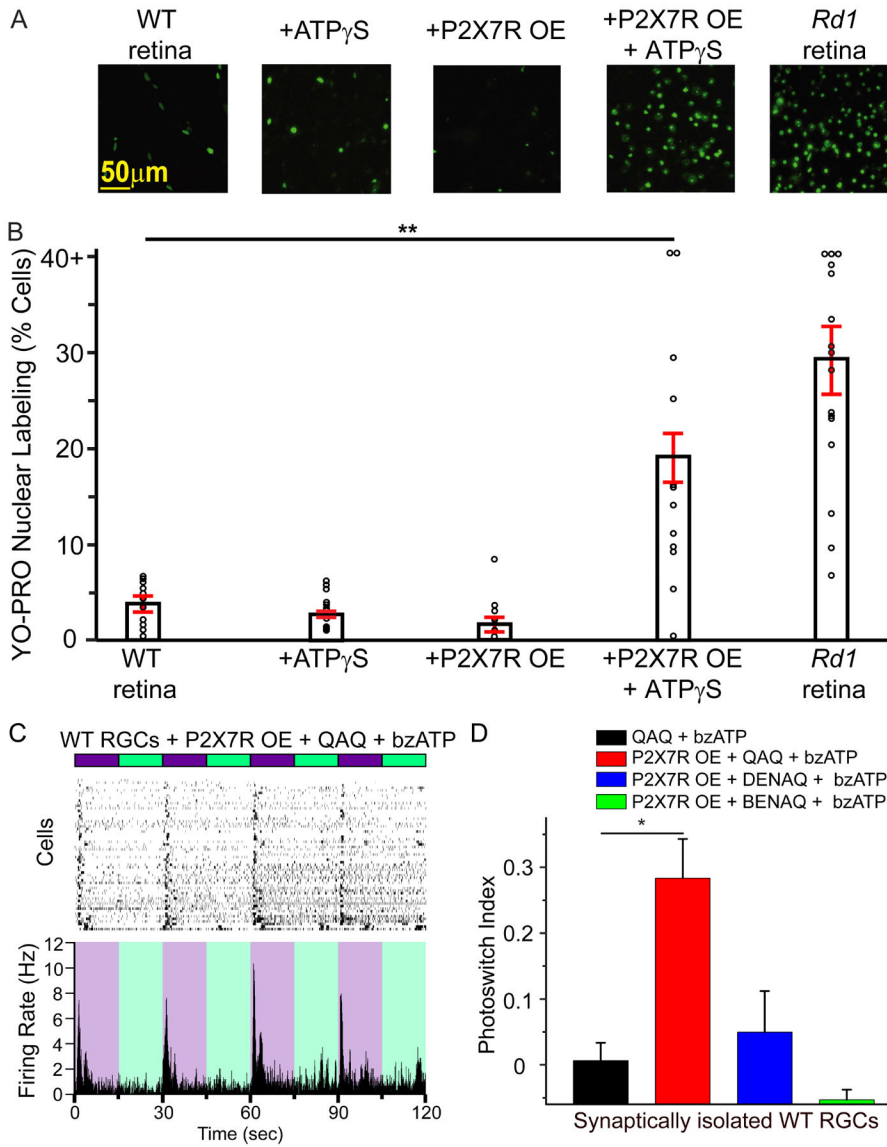 A
WT
retina
+ATPγS
+P2X7R OE
+P2X7R OE
+ ATPγS
Rd1
retina
50μm
B
YO-PRO Nuclear Labeling (% Cells)
40+
30
20
10
0
**
WT
retina
+ATPγS
+P2X7R OE
+P2X7R OE
+ ATPγS
Rd1
retina
C
WT RGCs + P2X7R OE + QAQ + bzATP
Cells
Firing Rate (Hz)
12
10
8
6
4
2
0
0
30
60
90
120
Time (sec)
D
QAQ + bzATP
P2X7R OE + QAQ + bzATP
P2X7R OE + DENAQ + bzATP
P2X7R OE + BENAQ + bzATP
*
Photoswitch Index
0.3
0.2
0.1
0
Synaptically isolated WT RGCs